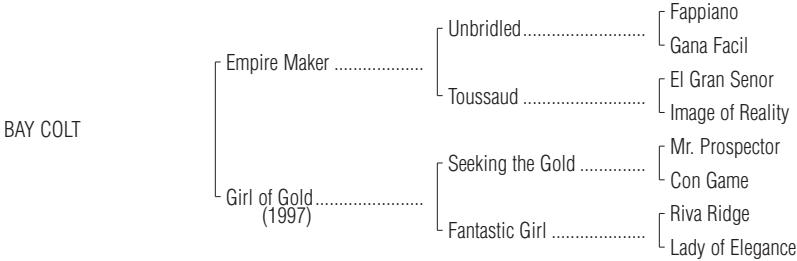 Fappiano
Unbridled........................
Gana Facil
Empire Maker ..................
El Gran Senor
Toussaud ........................
Image of Reality
BAY COLT
Mr. Prospector
Seeking the Gold .............
Con Game
Girl of Gold......................
(1997)
Riva Ridge
Fantastic Girl ..................
Lady of Elegance